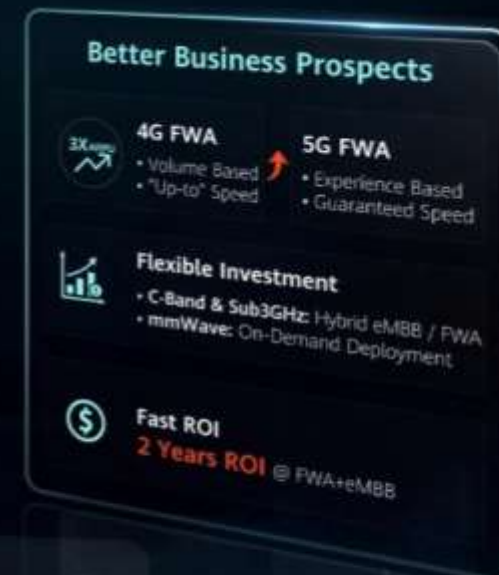 Better Business Prospects
3X
4G FWA
• Volume Based
• "Up-to" Speed
5G FWA
• Experience Based
• Guaranteed Speed
Flexible Investment
• C-Band & Sub3GHz: Hybrid eMBB / FWA
• mmWave: On-Demand Deployment
$
Fast ROI
2 Years ROI @ FWA+eMBB